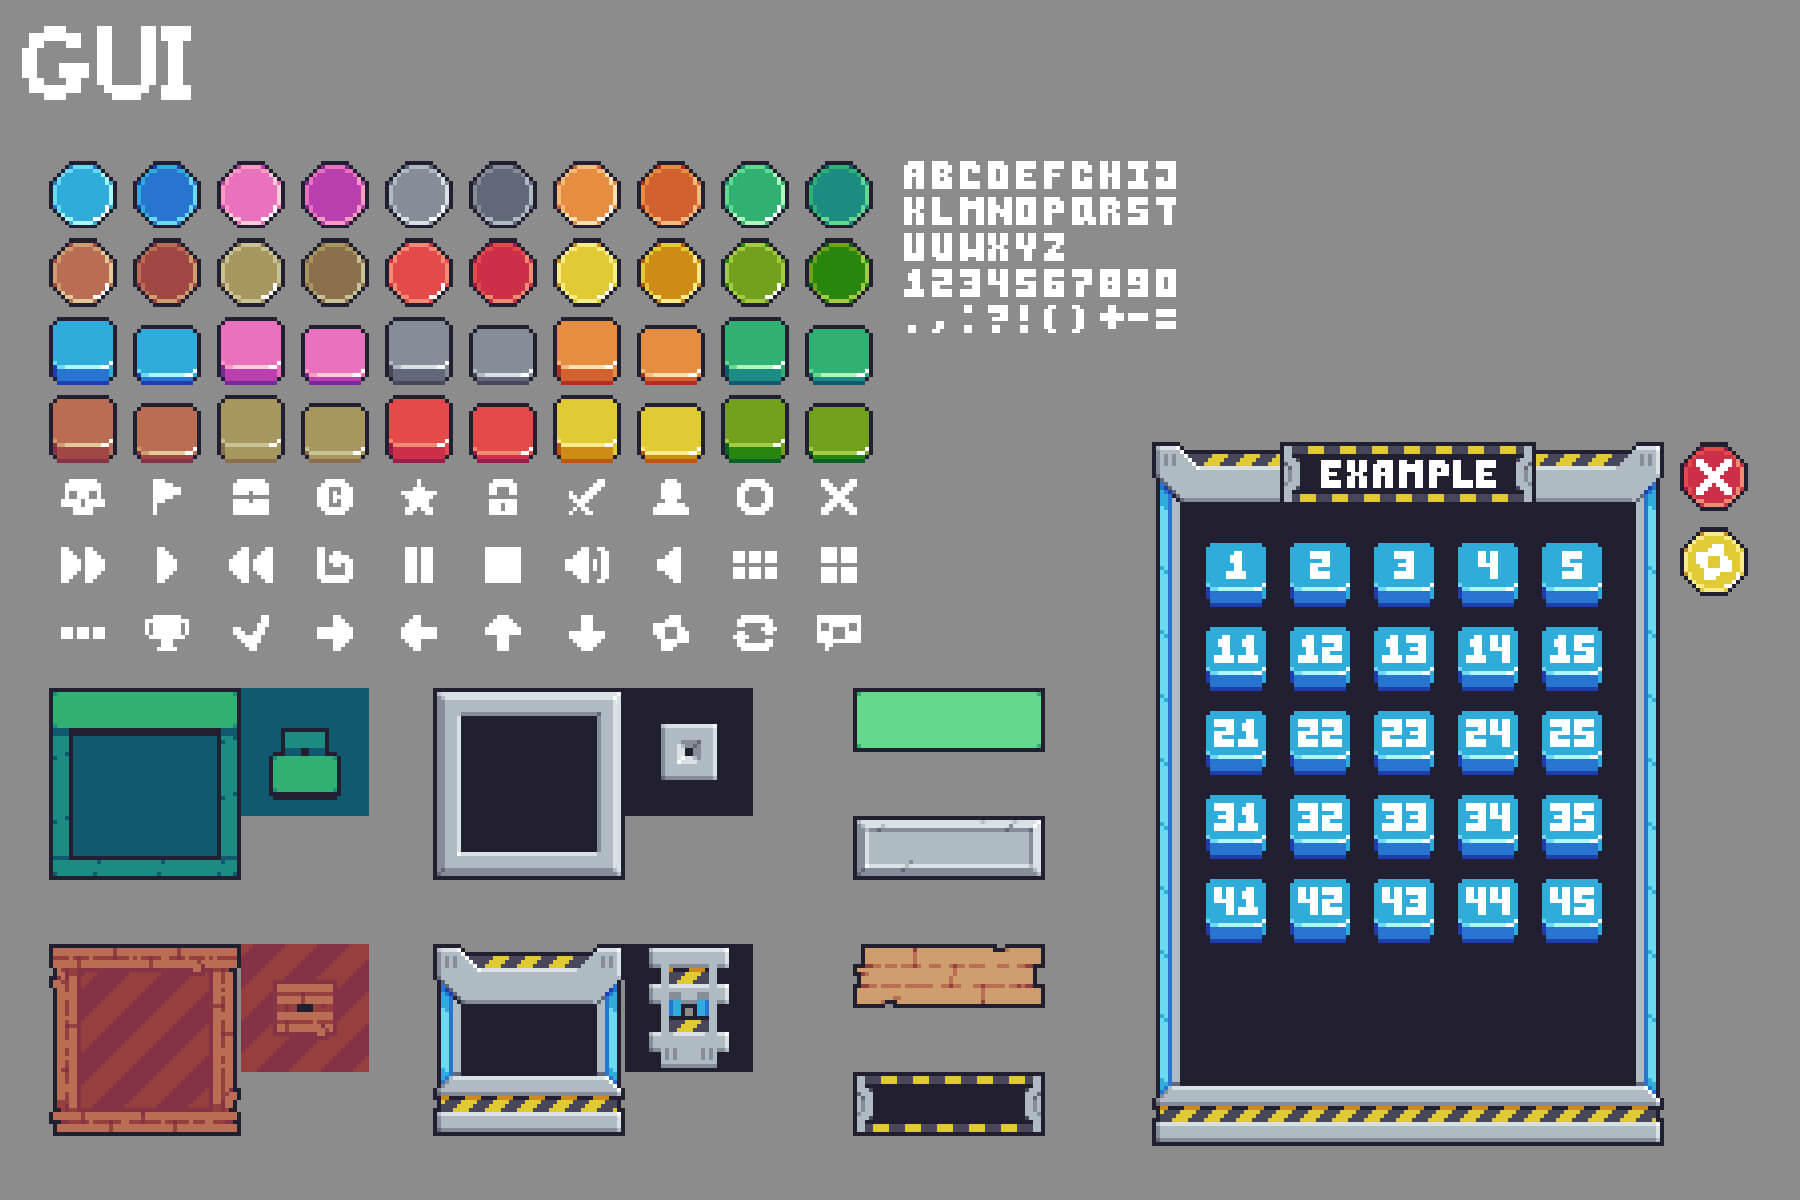 GUI
ABCDEFGHIJ
KLMNOPQRST
UVWXYZ
1234567890
.,:?!()+-=
EXAMPLE
1 2 3 4 5
11 12 13 14 15
21 22 23 24 25
31 32 33 34 35
41 42 43 44 45